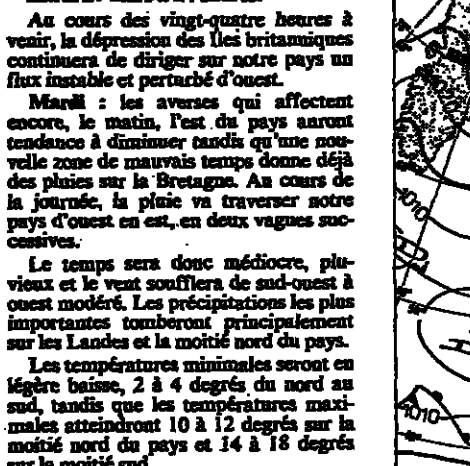 Au cours des vingt-quatre heures à
venir, la dépression des Iles britanniques
continuera de diriger sur notre pays un
flux instable et perturbé d'ouest.
Mardi : les averses qui affectent
encore, le matin, l'est du pays auront
tendance à diminuer tandis qu'une nou-
velle zone de mauvais temps donne déjà
des pluies sur la Bretagne. Au cours de
la journée, la pluie va traverser notre
pays d'ouest en est, en deux vagues suc-
cessives.
Le temps sera donc médiocre, plu-
vieux et le vent soufflera de sud-ouest à
ouest modéré. Les précipitations les plus
importantes tomberont principalement
sur les Landes et la moitié nord du pays.
Les températures minimales seront en
légère baisse, 2 à 4 degrés du nord au
sud, tandis que les températures maxi-
males atteindront 10 à 12 degrés sur la
moitié nord du pays et 14 à 18 degrés
sur la moitié sud.
1010
1010